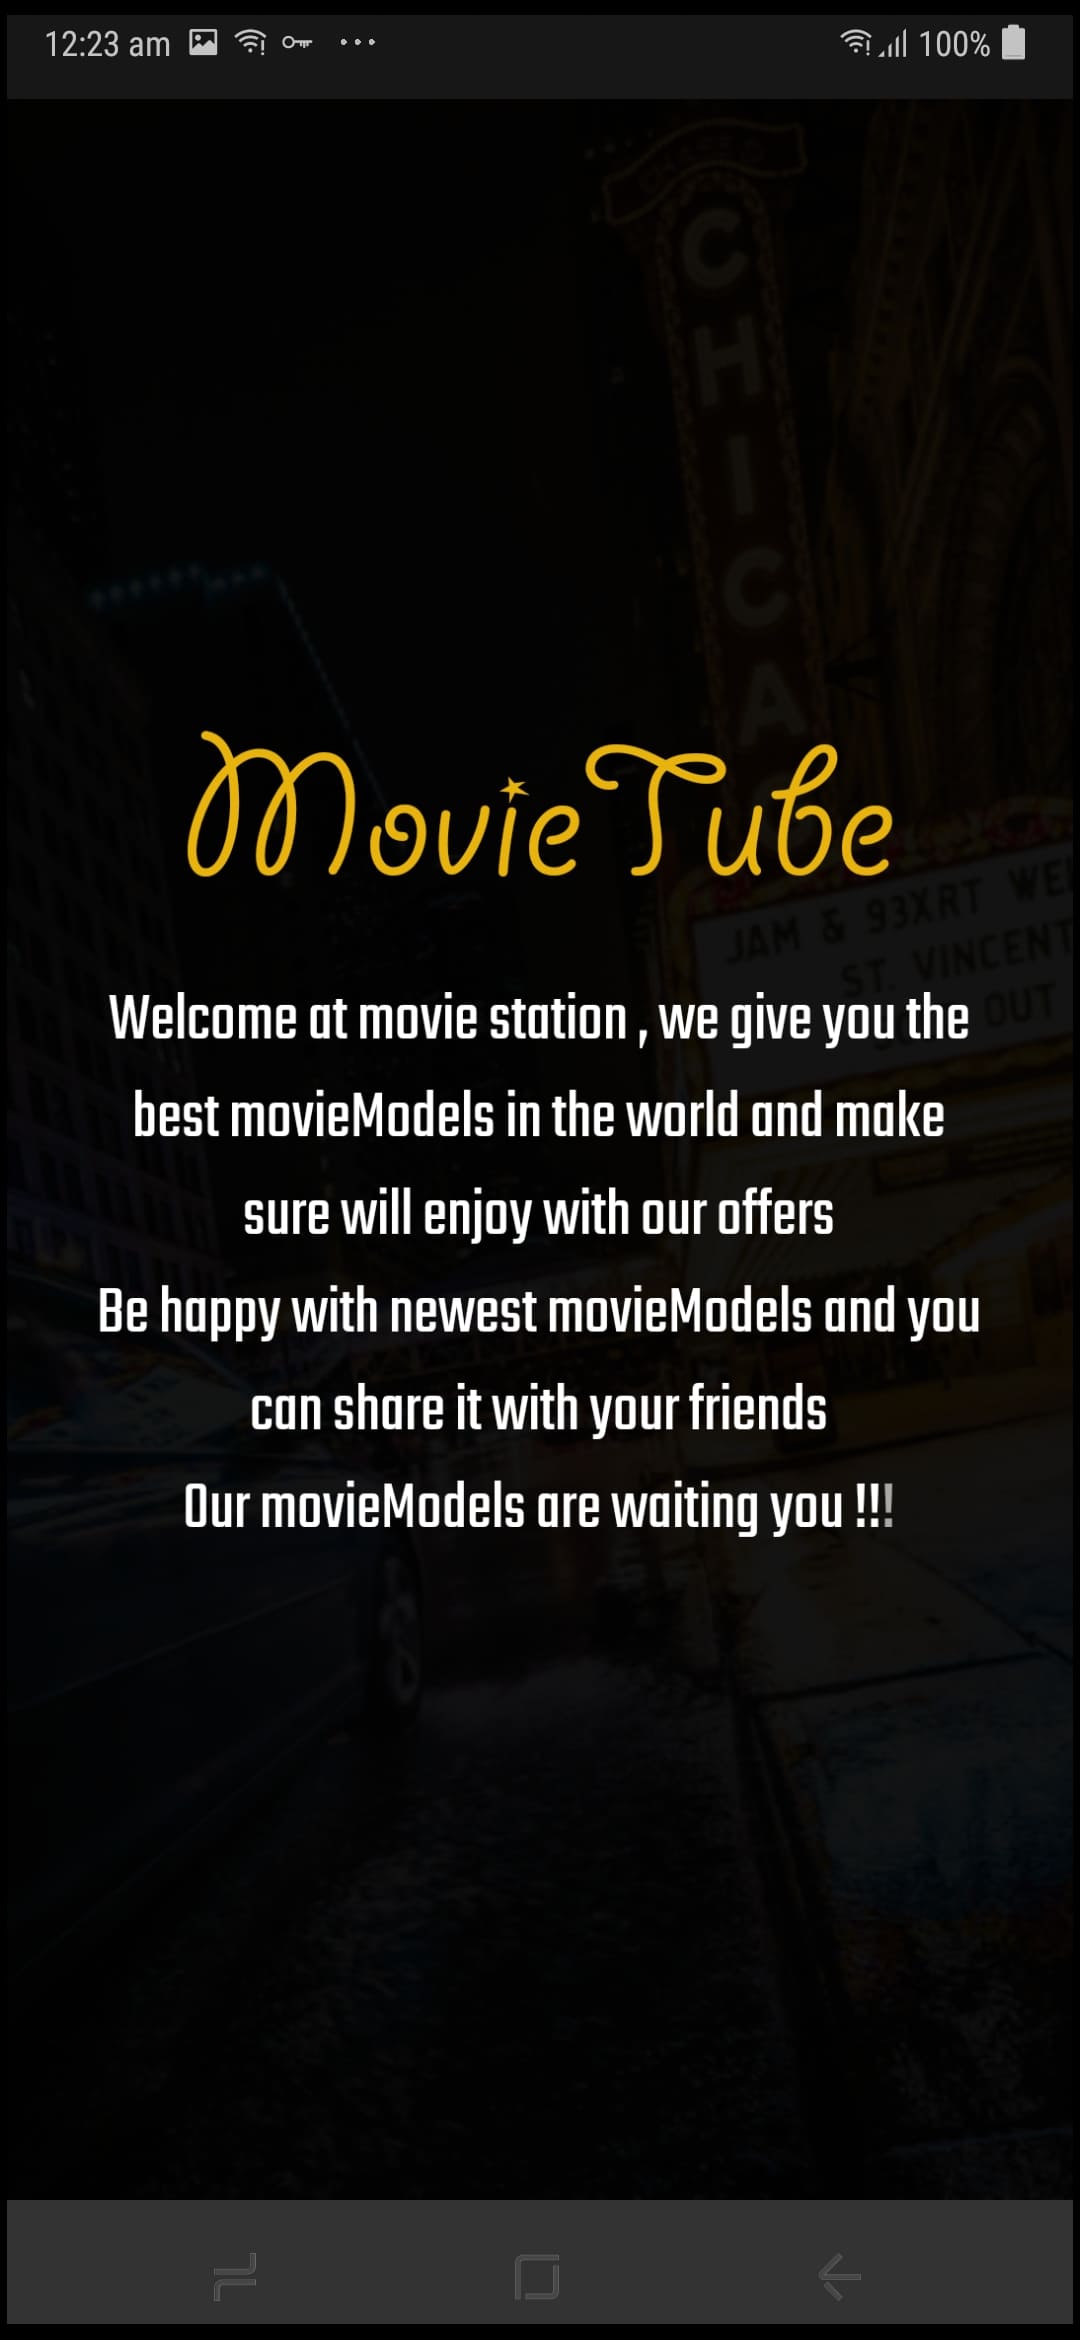 12:23 am
100%
CHICAGO
C
H
I
C
A
G
MovieTube
JAM & 93XRT WE
ST. VINCENT
OUT
Welcome at movie station , we give you the
best movieModels in the world and make
sure will enjoy with our offers
Be happy with newest movieModels and you
can share it with your friends
Our movieModels are waiting you !!!